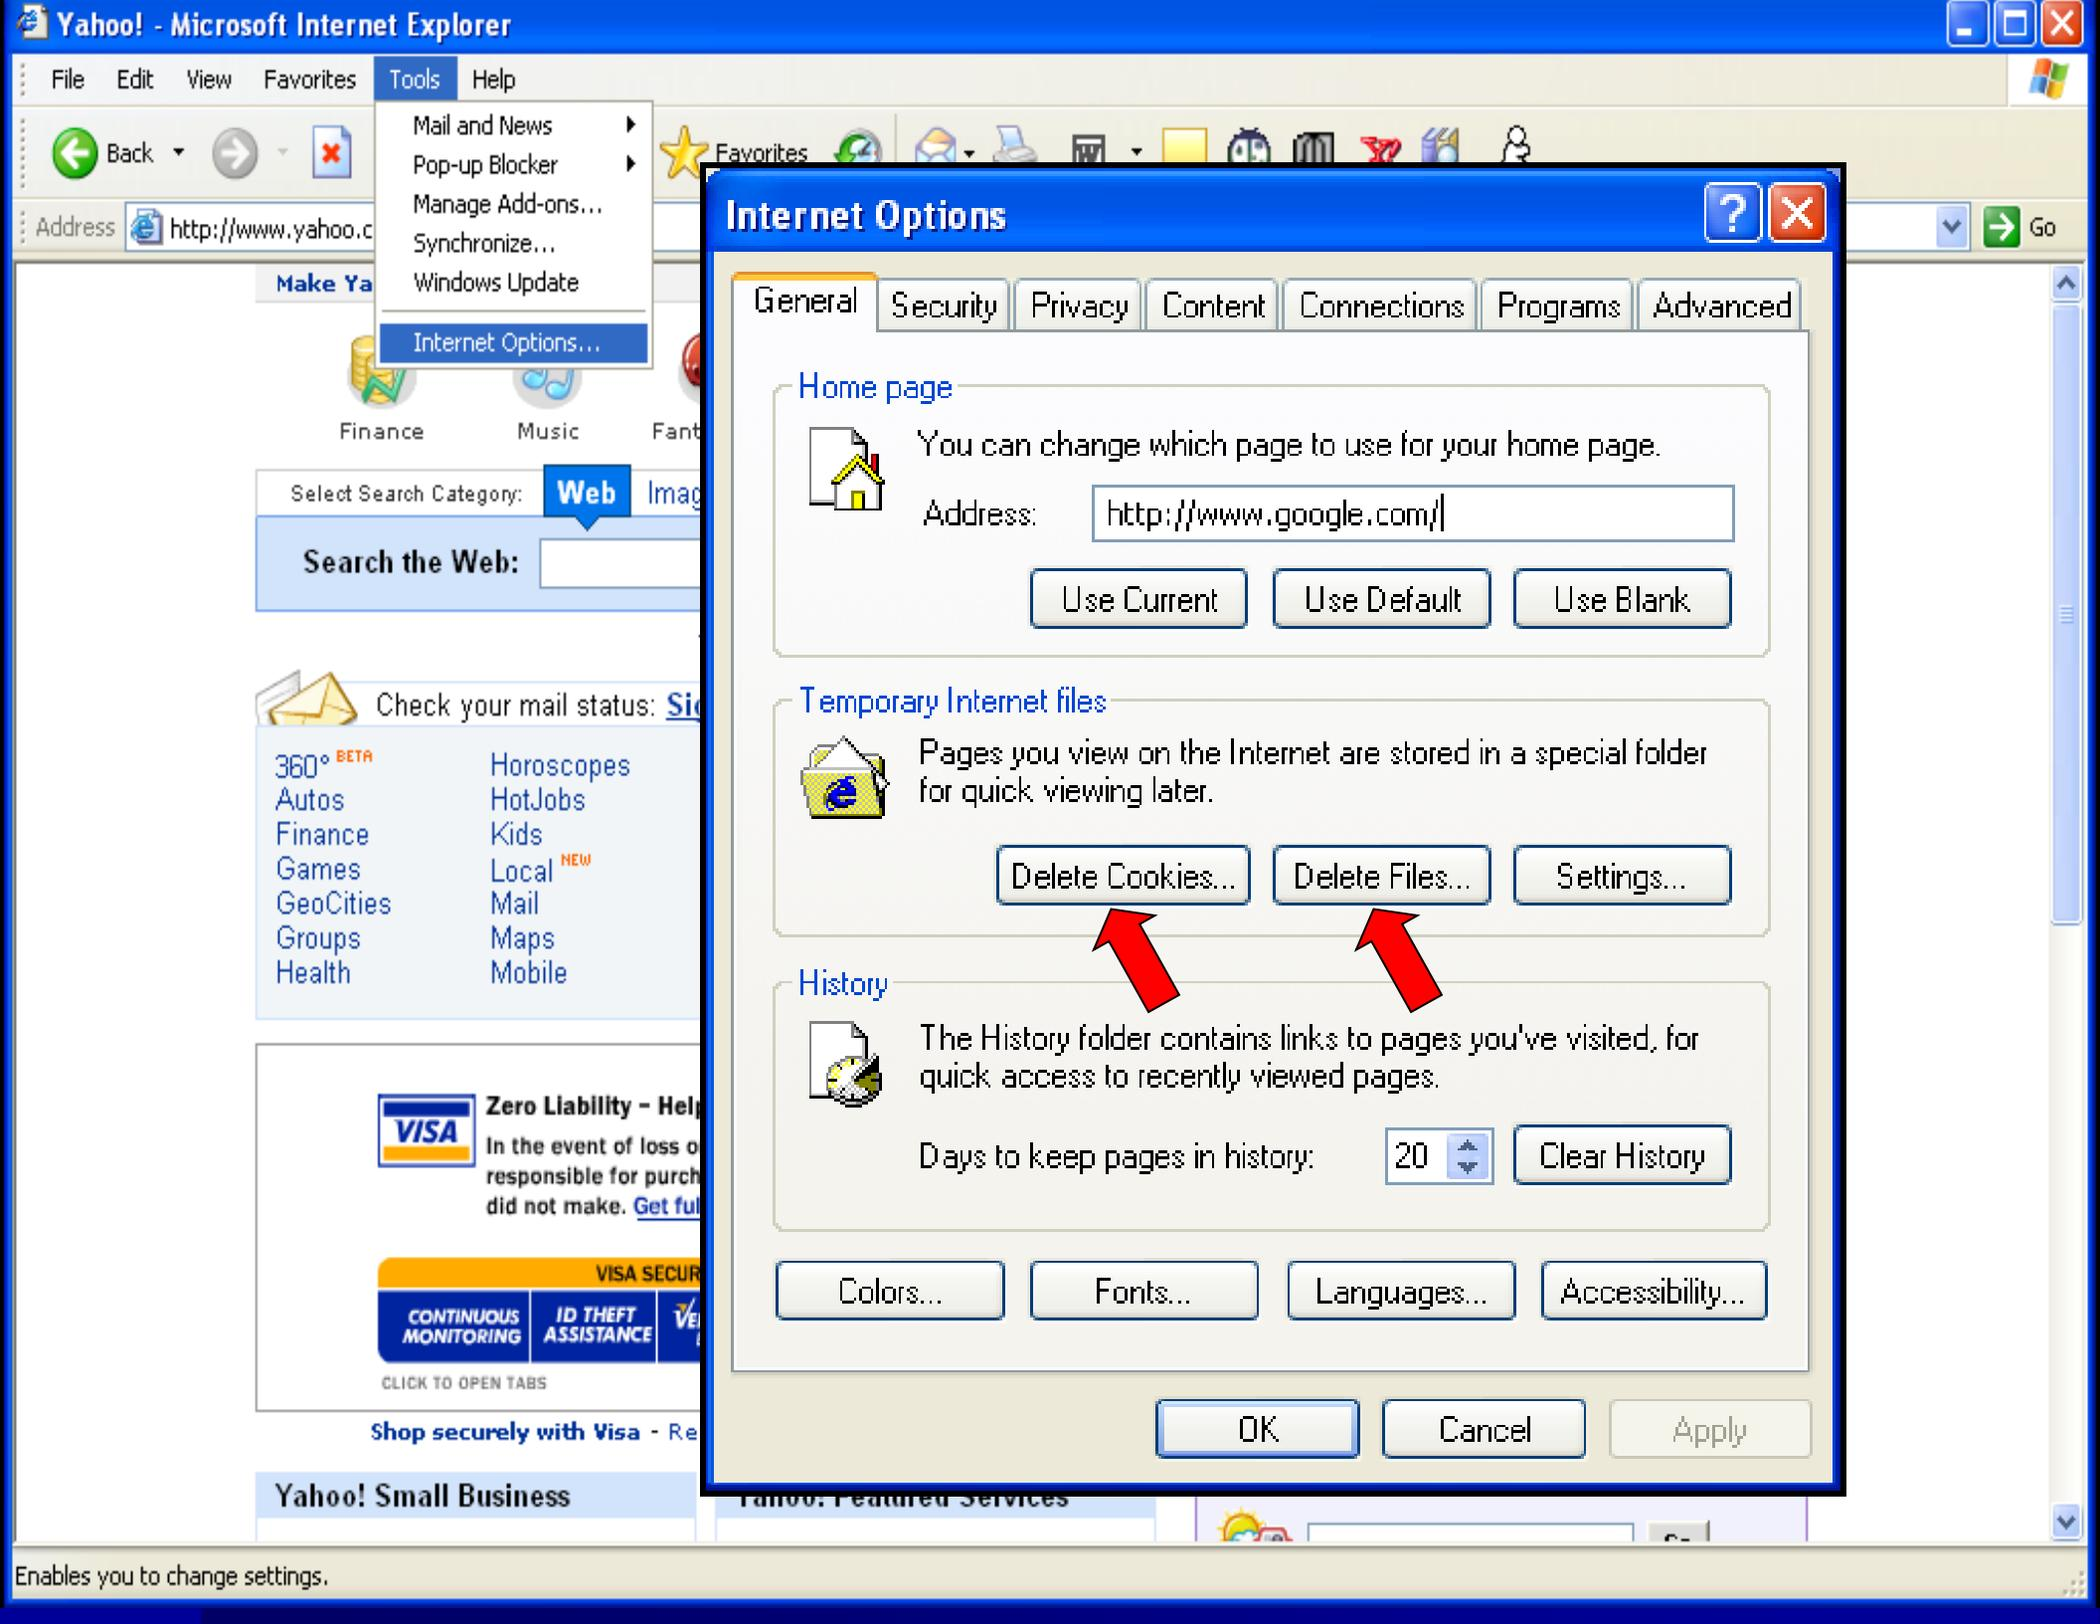 Yahoo! - Microsoft Internet Explorer
File Edit View Favorites Tools Help
Mail and News
Pop-up Blocker
Manage Add-ons...
Synchronize...
Windows Update
Internet Options...
Back Favorites
Address http://www.yahoo.c Go
Make Ya
Finance Music Fant
Select Search Category: Web Imag
Search the Web:
Check your mail status: Sig
360° BETA
Autos
Finance
Games
GeoCities
Groups
Health
Horoscopes
HotJobs
Kids
Local NEW
Mail
Maps
Mobile
VISA
Zero Liability – Help
In the event of loss o
responsible for purch
did not make. Get ful
VISA SECUR
CONTINUOUS MONITORING
ID THEFT ASSISTANCE
CLICK TO OPEN TABS
Shop securely with Visa - Re
Yahoo! Small Business
Yahoo! Featured Services
Internet Options
General Security Privacy Content Connections Programs Advanced
Home page
You can change which page to use for your home page.
Address: http://www.google.com/
Use Current Use Default Use Blank
Temporary Internet files
Pages you view on the Internet are stored in a special folder
for quick viewing later.
Delete Cookies... Delete Files... Settings...
History
The History folder contains links to pages you've visited, for
quick access to recently viewed pages.
Days to keep pages in history: 20 Clear History
Colors... Fonts... Languages... Accessibility...
OK Cancel Apply
Enables you to change settings.